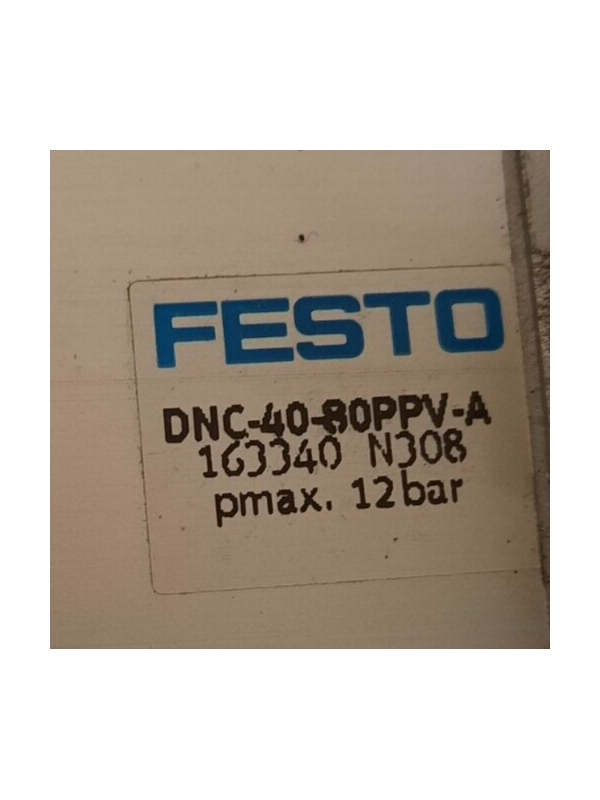 FESTO
DNC-40-80PPV-A
163340 N308
pmax. 12bar